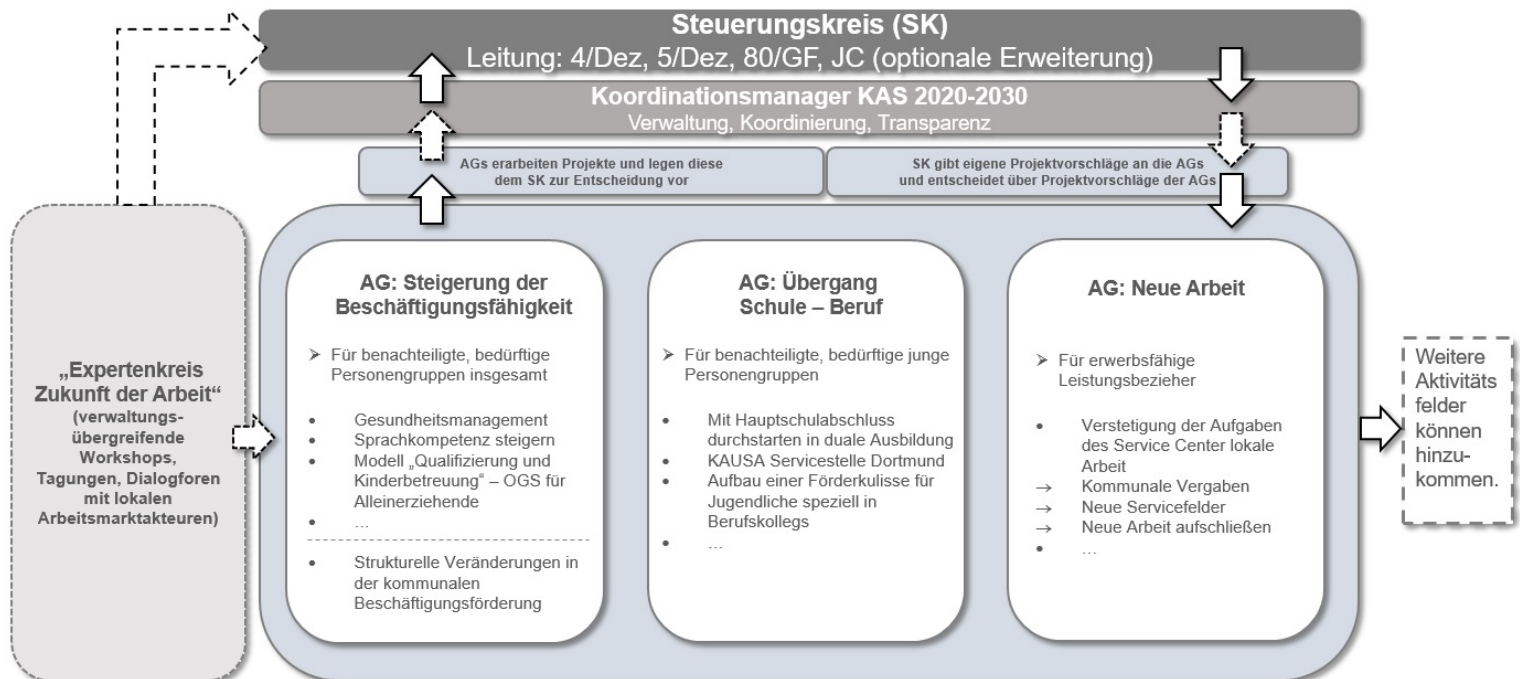 Steuerungskreis (SK)
Leitung: 4/Dez, 5/Dez, 80/GF, JC (optionale Erweiterung)
Koordinationsmanager KAS 2020-2030
Verwaltung, Koordinierung, Transparenz
AGs erarbeiten Projekte und legen diese
dem SK zur Entscheidung vor
SK gibt eigene Projektvorschläge an die AGs
und entscheidet über Projektvorschläge der AGs
„Expertenkreis
Zukunft der Arbeit“
(verwaltungs-
übergreifende
Workshops,
Tagungen, Dialogforen
mit lokalen
Arbeitsmarktakteuren)
AG: Steigerung der
Beschäftigungsfähigkeit
➢ Für benachteiligte, bedürftige
Personengruppen insgesamt
• Gesundheitsmanagement
• Sprachkompetenz steigern
• Modell „Qualifizierung und
Kinderbetreuung“ – OGS für
Alleinerziehende
• ...
• Strukturelle Veränderungen in
der kommunalen
Beschäftigungsförderung
AG: Übergang
Schule – Beruf
➢ Für benachteiligte, bedürftige junge
Personengruppen
• Mit Hauptschulabschluss
durchstarten in duale Ausbildung
• KAUSA Servicestelle Dortmund
• Aufbau einer Förderkulisse für
Jugendliche speziell in
Berufskollegs
• ...
AG: Neue Arbeit
➢ Für erwerbsfähige
Leistungsbezieher
• Verstetigung der Aufgaben
des Service Center lokale
Arbeit
→ Kommunale Vergaben
→ Neue Servicefelder
→ Neue Arbeit aufschließen
• ...
Weitere
Aktivitäts
felder
können
hinzu-
kommen.